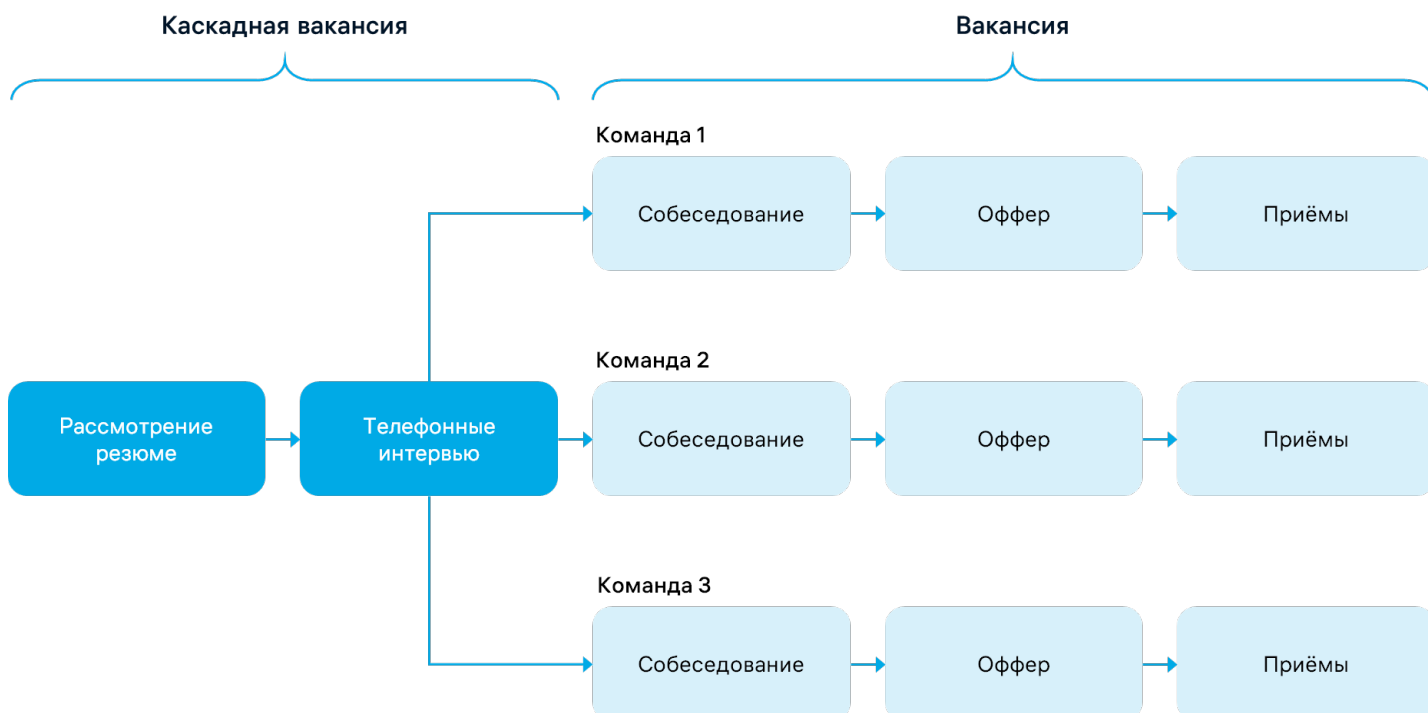 Каскадная вакансия
Вакансия
Команда 1
Собеседование
Оффер
Приёмы
Команда 2
Рассмотрение
резюме
Телефонные
интервью
Собеседование
Оффер
Приёмы
Команда 3
Собеседование
Оффер
Приёмы